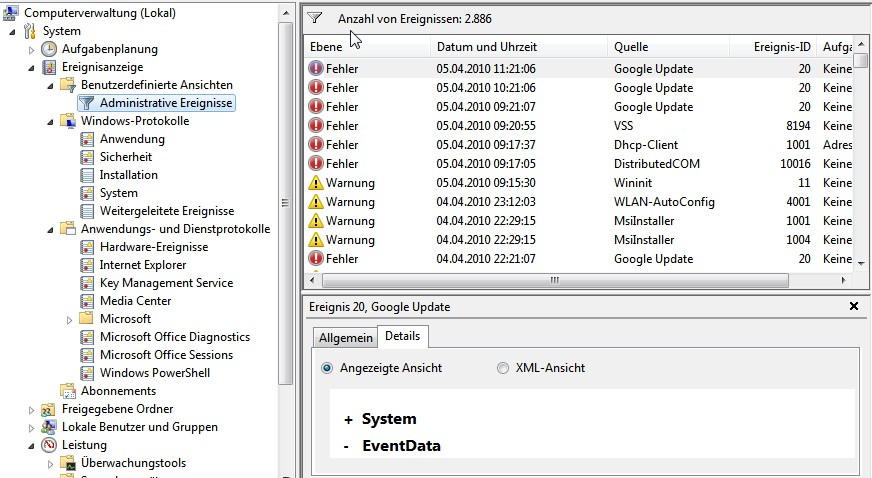 Computerverwaltung (Lokal)
System
Aufgabenplanung
Ereignisanzeige
Benutzerdefinierte Ansichten
Administrative Ereignisse
Windows-Protokolle
Anwendung
Sicherheit
Installation
System
Weitergeleitete Ereignisse
Anwendungs- und Dienstprotokolle
Hardware-Ereignisse
Internet Explorer
Key Management Service
Media Center
Microsoft
Microsoft Office Diagnostics
Microsoft Office Sessions
Windows PowerShell
Abonnements
Freigegebene Ordner
Lokale Benutzer und Gruppen
Leistung
Überwachungstools
Anzahl von Ereignissen: 2.886
Ebene Datum und Uhrzeit Quelle Ereignis-ID Aufga
Fehler 05.04.2010 11:21:06 Google Update 20 Keine
Fehler 05.04.2010 10:21:06 Google Update 20 Keine
Fehler 05.04.2010 09:21:07 Google Update 20 Keine
Fehler 05.04.2010 09:20:55 VSS 8194 Keine
Fehler 05.04.2010 09:17:37 Dhcp-Client 1001 Adres
Fehler 05.04.2010 09:17:05 DistributedCOM 10016 Keine
Warnung 05.04.2010 09:15:30 Wininit 11 Keine
Warnung 04.04.2010 23:12:03 WLAN-AutoConfig 4001 Keine
Warnung 04.04.2010 22:29:15 MsiInstaller 1001 Keine
Warnung 04.04.2010 22:29:15 MsiInstaller 1004 Keine
Fehler 04.04.2010 22:21:07 Google Update 20 Keine
Ereignis 20, Google Update
Allgemein Details
Angezeigte Ansicht XML-Ansicht
+ System
- EventData